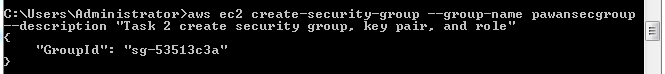 C:\Users\Administrator>aws ec2 create-security-group --group-name pawansecgroup
--description "Task 2 create security group, key pair, and role"
{
    "GroupId": "sg-53513c3a"
}